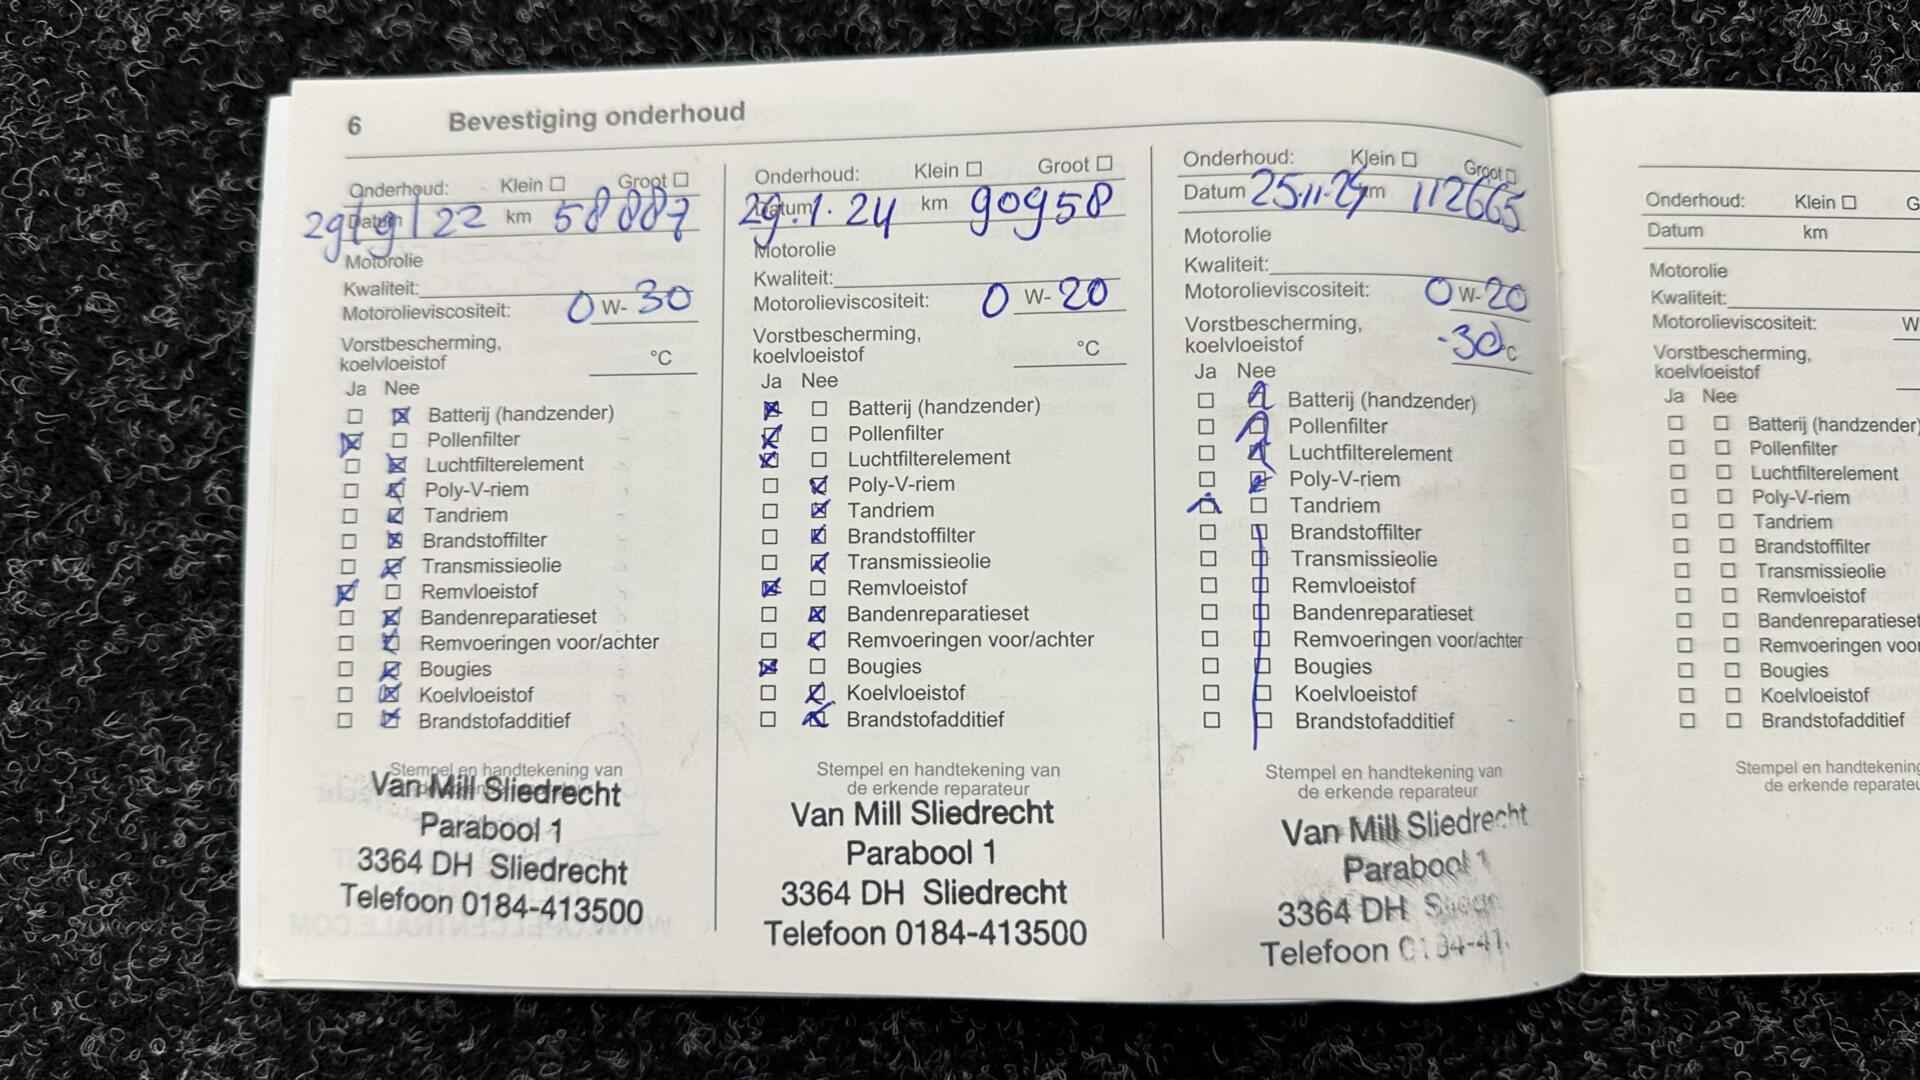 6 Bevestiging onderhoud
Onderhoud: Klein Groot
Datum 29/9/22 km 58887
Motorolie
Kwaliteit:
Motorolieviscositeit: 0 W- 30
Vorstbescherming,
koelvloeistof °C
Ja Nee
Batterij (handzender)
Pollenfilter
Luchtfilterelement
Poly-V-riem
Tandriem
Brandstoffilter
Transmissieolie
Remvloeistof
Bandenreparatieset
Remvoeringen voor/achter
Bougies
Koelvloeistof
Brandstofadditief
Stempel en handtekening van
Van Mill Sliedrecht
Parabool 1
3364 DH Sliedrecht
Telefoon 0184-413500
Onderhoud: Klein Groot
Datum 29.1.24 km 90958
Motorolie
Kwaliteit:
Motorolieviscositeit: 0 W- 20
Vorstbescherming,
koelvloeistof °C
Ja Nee
Batterij (handzender)
Pollenfilter
Luchtfilterelement
Poly-V-riem
Tandriem
Brandstoffilter
Transmissieolie
Remvloeistof
Bandenreparatieset
Remvoeringen voor/achter
Bougies
Koelvloeistof
Brandstofadditief
Stempel en handtekening van
de erkende reparateur
Van Mill Sliedrecht
Parabool 1
3364 DH Sliedrecht
Telefoon 0184-413500
Onderhoud: Klein Groot
Datum 25.11.24 km 112665
Motorolie
Kwaliteit:
Motorolieviscositeit: 0 W- 20
Vorstbescherming,
koelvloeistof -30 °C
Ja Nee
Batterij (handzender)
Pollenfilter
Luchtfilterelement
Poly-V-riem
Tandriem
Brandstoffilter
Transmissieolie
Remvloeistof
Bandenreparatieset
Remvoeringen voor/achter
Bougies
Koelvloeistof
Brandstofadditief
Stempel en handtekening van
de erkende reparateur
Van Mill Sliedrecht
Parabool 1
3364 DH
Telefoon
Onderhoud: Klein G
Datum km
Motorolie
Kwaliteit:
Motorolieviscositeit: W
Vorstbescherming,
koelvloeistof
Ja Nee
Batterij (handzender)
Pollenfilter
Luchtfilterelement
Poly-V-riem
Tandriem
Brandstoffilter
Transmissieolie
Remvloeistof
Bandenreparatieset
Remvoeringen voor
Bougies
Koelvloeistof
Brandstofadditief
Stempel en handtekening
de erkende reparateu